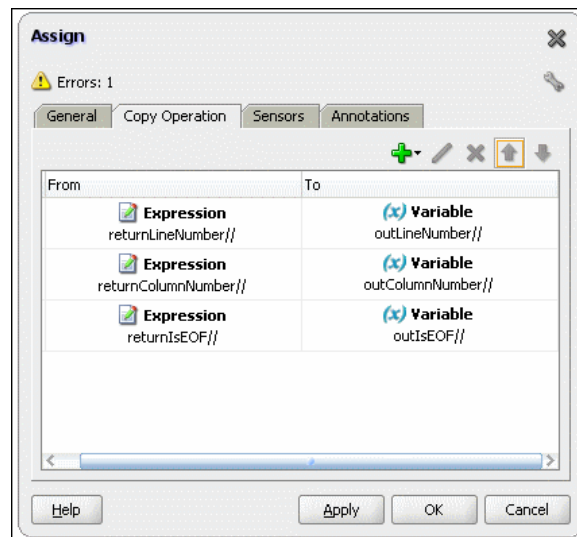 Assign
Errors: 1
General Copy Operation Sensors Annotations
From To
Expression (x) Variable
returnLineNumber// outLineNumber//
Expression (x) Variable
returnColumnNumber// outColumnNumber//
Expression (x) Variable
returnIsEOF// outIsEOF//
Help Apply OK Cancel